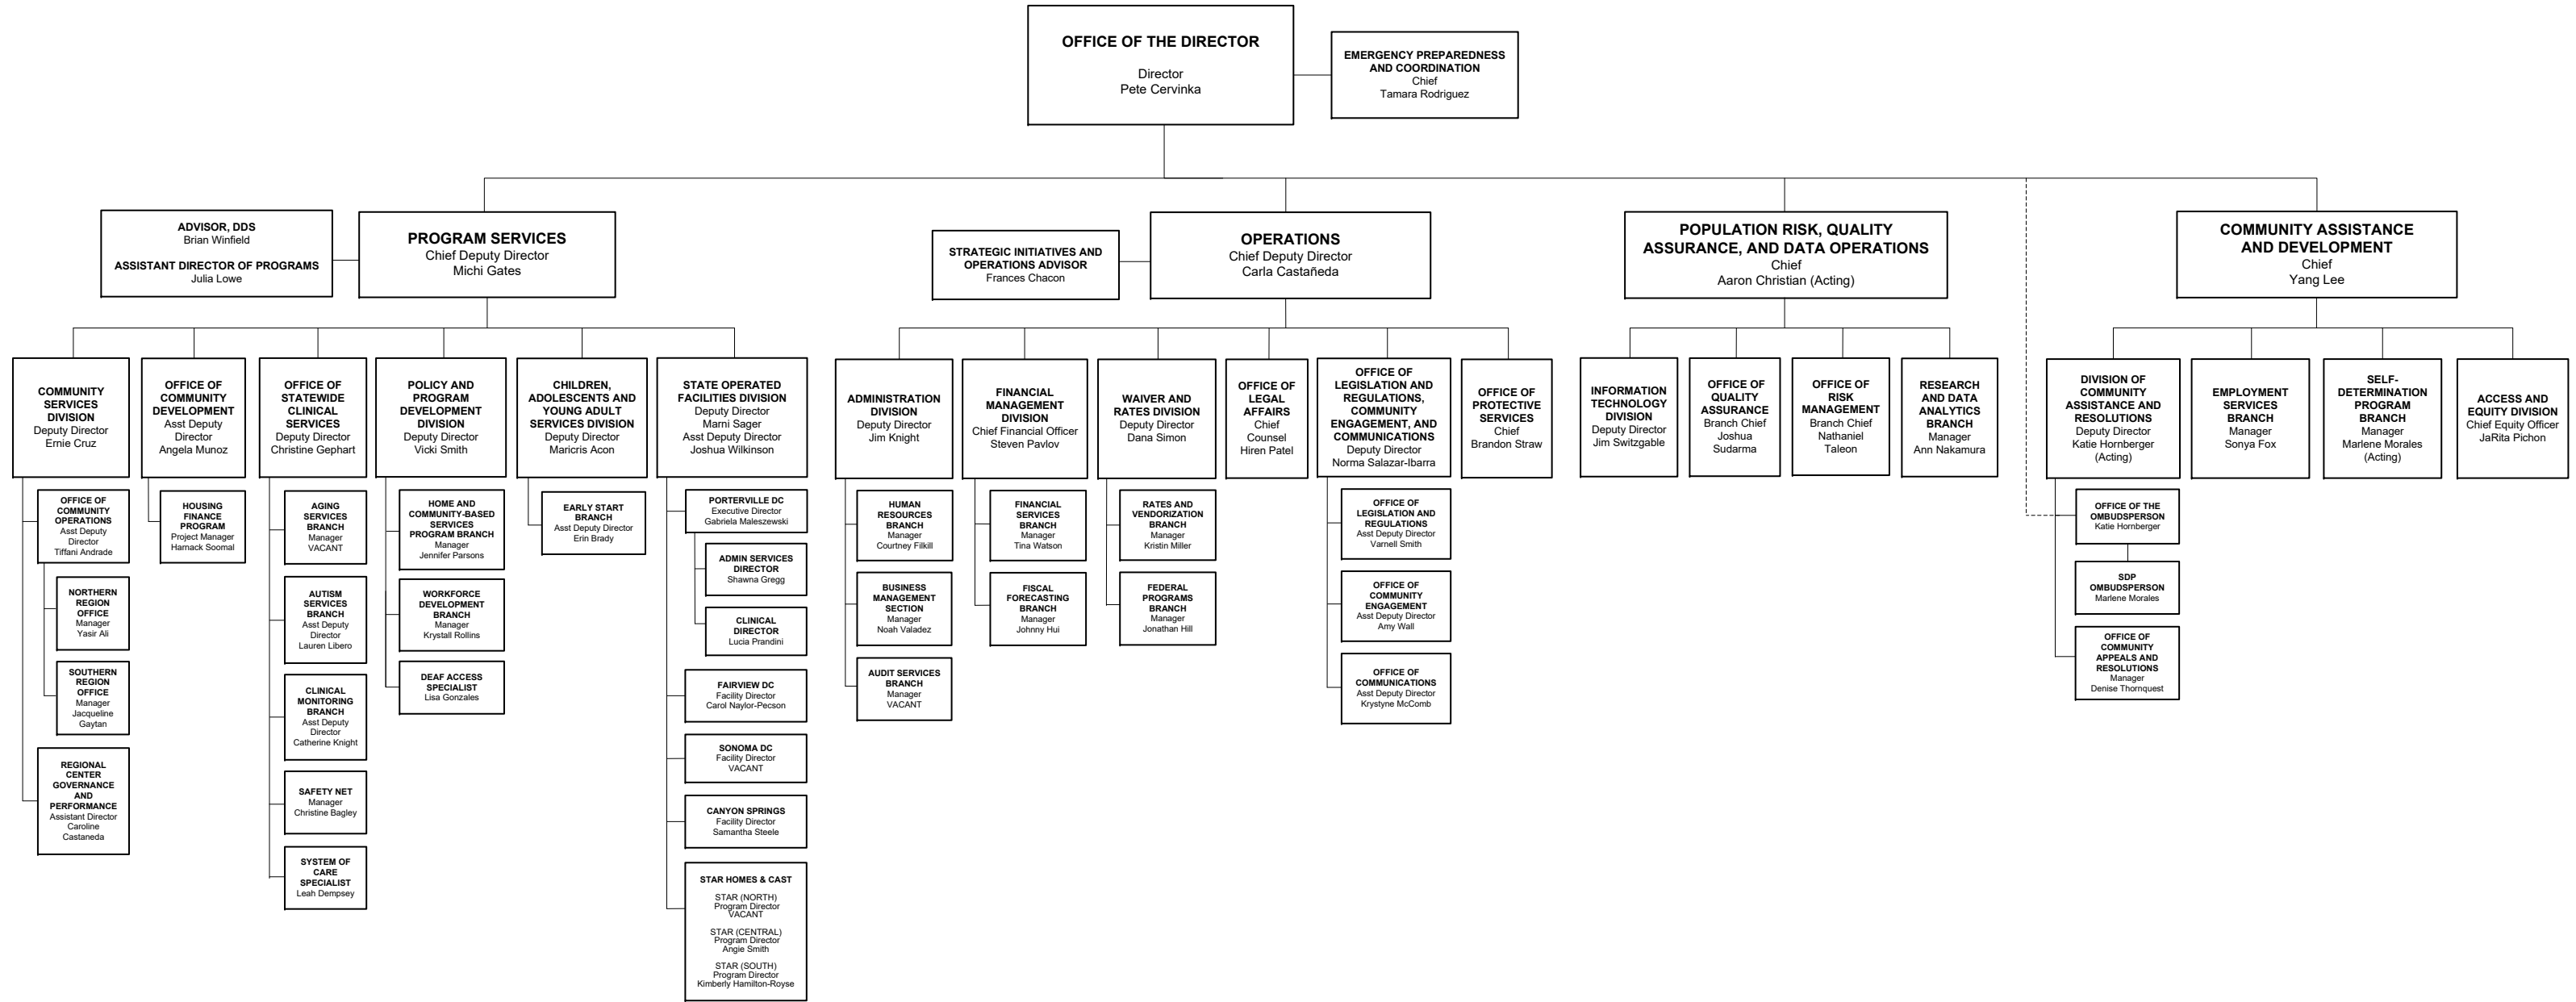 OFFICE OF THE DIRECTOR
Director
Pete Cervinka
EMERGENCY PREPAREDNESS
AND COORDINATION
Chief
Tamara Rodriguez
ADVISOR, DDS
Brian Winfield
ASSISTANT DIRECTOR OF PROGRAMS
Julia Lowe
PROGRAM SERVICES
Chief Deputy Director
Michi Gates
STRATEGIC INITIATIVES AND
OPERATIONS ADVISOR
Frances Chacon
OPERATIONS
Chief Deputy Director
Carla Castañeda
POPULATION RISK, QUALITY
ASSURANCE, AND DATA OPERATIONS
Chief
Aaron Christian (Acting)
COMMUNITY ASSISTANCE
AND DEVELOPMENT
Chief
Yang Lee
COMMUNITY
SERVICES
DIVISION
Deputy Director
Ernie Cruz
OFFICE OF
COMMUNITY
DEVELOPMENT
Asst Deputy
Director
Angela Munoz
OFFICE OF
STATEWIDE
CLINICAL
SERVICES
Deputy Director
Christine Gephart
POLICY AND
PROGRAM
DEVELOPMENT
DIVISION
Deputy Director
Vicki Smith
CHILDREN,
ADOLESCENTS AND
YOUNG ADULT
SERVICES DIVISION
Deputy Director
Maricris Acon
STATE OPERATED
FACILITIES DIVISION
Deputy Director
Marni Sager
Asst Deputy Director
Joshua Wilkinson
ADMINISTRATION
DIVISION
Deputy Director
Jim Knight
FINANCIAL
MANAGEMENT
DIVISION
Chief Financial Officer
Steven Pavlov
WAIVER AND
RATES DIVISION
Deputy Director
Dana Simon
OFFICE OF
LEGAL
AFFAIRS
Chief
Counsel
Hiren Patel
OFFICE OF
LEGISLATION AND
REGULATIONS,
COMMUNITY
ENGAGEMENT, AND
COMMUNICATIONS
Deputy Director
Norma Salazar-Ibarra
OFFICE OF
PROTECTIVE
SERVICES
Chief
Brandon Straw
INFORMATION
TECHNOLOGY
DIVISION
Deputy Director
Jim Switzgable
OFFICE OF
QUALITY
ASSURANCE
Branch Chief
Joshua
Sudarma
OFFICE OF
RISK
MANAGEMENT
Branch Chief
Nathaniel
Taleon
RESEARCH
AND DATA
ANALYTICS
BRANCH
Manager
Ann Nakamura
DIVISION OF
COMMUNITY
ASSISTANCE AND
RESOLUTIONS
Deputy Director
Katie Hornberger
(Acting)
EMPLOYMENT
SERVICES
BRANCH
Manager
Sonya Fox
SELF-
DETERMINATION
PROGRAM
BRANCH
Manager
Marlene Morales
(Acting)
ACCESS AND
EQUITY DIVISION
Chief Equity Officer
JaRita Pichon
OFFICE OF
COMMUNITY
OPERATIONS
Asst Deputy
Director
Tiffani Andrade
NORTHERN
REGION
OFFICE
Manager
Yasir Ali
SOUTHERN
REGION
OFFICE
Manager
Jacqueline
Gaytan
REGIONAL
CENTER
GOVERNANCE
AND
PERFORMANCE
Assistant Director
Caroline
Castaneda
HOUSING
FINANCE
PROGRAM
Project Manager
Harnack Soomal
AGING
SERVICES
BRANCH
Manager
VACANT
AUTISM
SERVICES
BRANCH
Asst Deputy
Director
Lauren Libero
CLINICAL
MONITORING
BRANCH
Asst Deputy
Director
Catherine Knight
SAFETY NET
Manager
Christine Bagley
SYSTEM OF
CARE
SPECIALIST
Leah Dempsey
HOME AND
COMMUNITY-BASED
SERVICES
PROGRAM BRANCH
Manager
Jennifer Parsons
WORKFORCE
DEVELOPMENT
BRANCH
Manager
Krystall Rollins
DEAF ACCESS
SPECIALIST
Lisa Gonzales
EARLY START
BRANCH
Asst Deputy Director
Erin Brady
PORTERVILLE DC
Executive Director
Gabriela Maleszewski
ADMIN SERVICES
DIRECTOR
Shawna Gregg
CLINICAL
DIRECTOR
Lucia Prandini
FAIRVIEW DC
Facility Director
Carol Naylor-Pecson
SONOMA DC
Facility Director
VACANT
CANYON SPRINGS
Facility Director
Samantha Steele
STAR HOMES & CAST
STAR (NORTH)
Program Director
VACANT
STAR (CENTRAL)
Program Director
Angie Smith
STAR (SOUTH)
Program Director
Kimberly Hamilton-Royse
HUMAN
RESOURCES
BRANCH
Manager
Courtney Filkill
BUSINESS
MANAGEMENT
SECTION
Manager
Noah Valadez
AUDIT SERVICES
BRANCH
Manager
VACANT
FINANCIAL
SERVICES
BRANCH
Manager
Tina Watson
FISCAL
FORECASTING
BRANCH
Manager
Johnny Hui
RATES AND
VENDORIZATION
BRANCH
Manager
Kristin Miller
FEDERAL
PROGRAMS
BRANCH
Manager
Jonathan Hill
OFFICE OF
LEGISLATION AND
REGULATIONS
Asst Deputy Director
Varnell Smith
OFFICE OF
COMMUNITY
ENGAGEMENT
Asst Deputy Director
Amy Wall
OFFICE OF
COMMUNICATIONS
Asst Deputy Director
Krystyne McComb
OFFICE OF THE
OMBUDSPERSON
Katie Hornberger
SDP
OMBUDSPERSON
Marlene Morales
OFFICE OF
COMMUNITY
APPEALS AND
RESOLUTIONS
Manager
Denise Thornquest